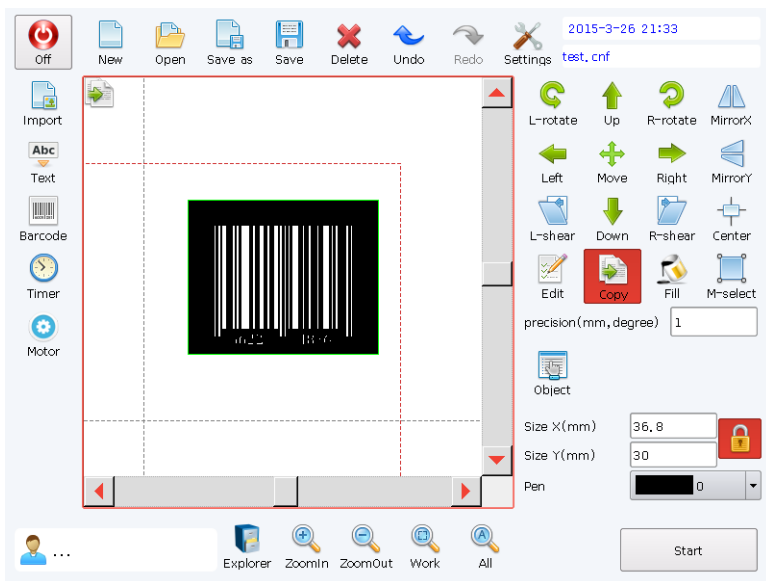 2015-3-26 21:33
Off New Open Save as Save Delete Undo Redo Settings test.cnf
Import
L-rotate Up R-rotate MirrorX
Abc
Text
Left Move Right MirrorY
Barcode
L-shear Down R-shear Center
Timer
Edit Copy Fill M-select
precision(mm,degree) 1
Motor
Object
Size X(mm) 36.8
Size Y(mm) 30
Pen 0
...
Explorer ZoomIn ZoomOut Work All
A
Start